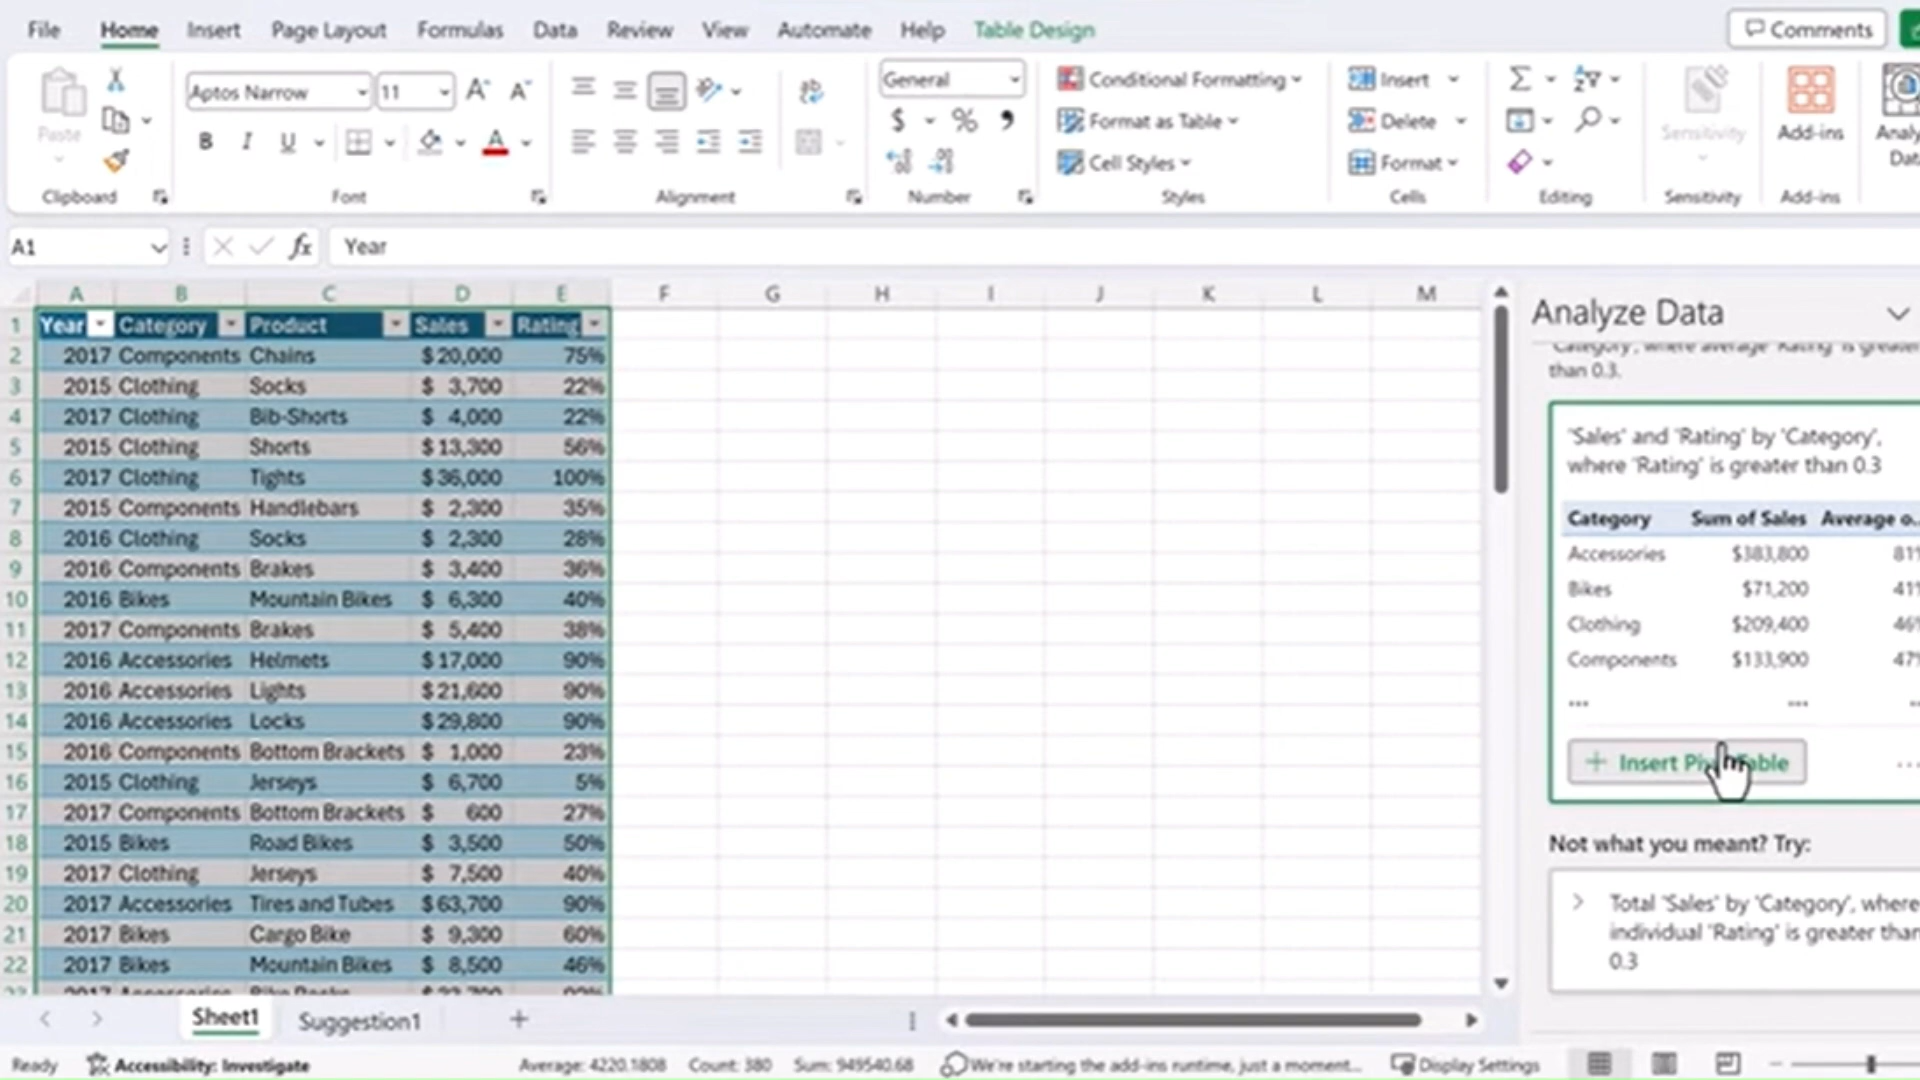 File Home Insert Page Layout Formulas Data Review View Automate Help Table Design Comments
Paste
Clipboard
Aptos Narrow 11
B I U
Font
Alignment
General
$ % 9
Number
Conditional Formatting
Format as Table
Cell Styles
Styles
Insert
Delete
Format
Cells
Editing
Sensitivity
Sensitivity
Add-ins
Add-ins
A1 fx Year
A B C D E F G H I J K L M
1 Year Category Product Sales Rating
2 2017 Components Chains $20,000 75%
3 2015 Clothing Socks $ 3,700 22%
4 2017 Clothing Bib-Shorts $ 4,000 22%
5 2015 Clothing Shorts $13,300 56%
6 2017 Clothing Tights $36,000 100%
7 2015 Components Handlebars $ 2,300 35%
8 2016 Clothing Socks $ 2,300 28%
9 2016 Components Brakes $ 3,400 36%
10 2016 Bikes Mountain Bikes $ 6,300 40%
11 2017 Components Brakes $ 5,400 38%
12 2016 Accessories Helmets $17,000 90%
13 2016 Accessories Lights $21,600 90%
14 2016 Accessories Locks $29,800 90%
15 2016 Components Bottom Brackets $ 1,000 23%
16 2015 Clothing Jerseys $ 6,700 5%
17 2017 Components Bottom Brackets $ 600 27%
18 2015 Bikes Road Bikes $ 3,500 50%
19 2017 Clothing Jerseys $ 7,500 40%
20 2017 Accessories Tires and Tubes $63,700 90%
21 2017 Bikes Cargo Bike $ 9,300 60%
22 2017 Bikes Mountain Bikes $ 8,500 46%
Sheet1 Suggestion1 +
Ready Accessibility: Investigate Average: 4220.1808 Count: 380 Sum: 949540.68 We're starting the add-ins runtime, just a moment... Display Settings
Analyze Data
'Category', where average 'Rating' is greater
than 0.3.
'Sales' and 'Rating' by 'Category',
where 'Rating' is greater than 0.3
Category Sum of Sales Average o...
Accessories $383,800 81%
Bikes $71,200 41%
Clothing $209,400 46%
Components $133,900 47%
... ... ...
+ Insert Table
Not what you meant? Try:
Total 'Sales' by 'Category', where
individual 'Rating' is greater than
0.3